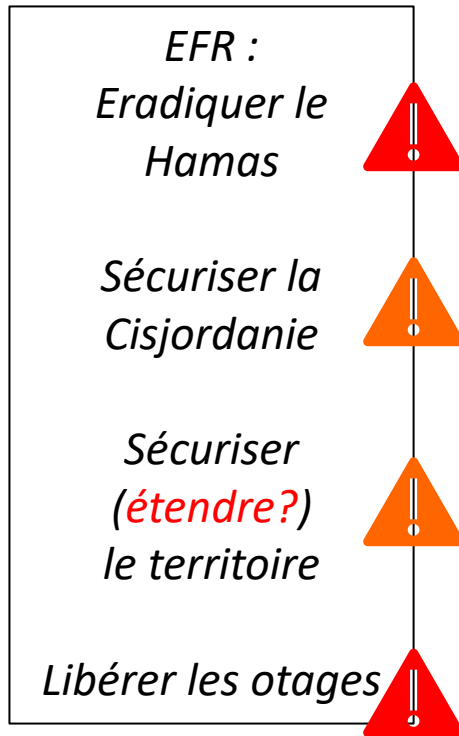 EFR :
Eradiquer le
Hamas
Sécuriser la
Cisjordanie
Sécuriser
(étendre?)
le territoire
Libérer les otages